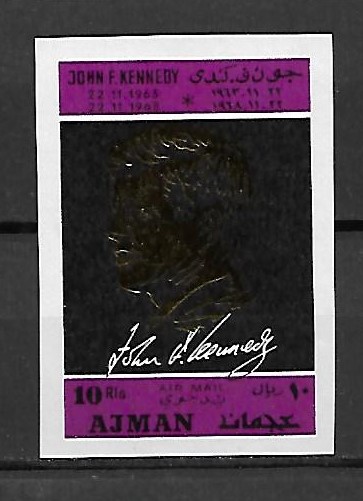 JOHN F. KENNEDY جون ف. كندي
22.11.1963 ١٩٦٣.١١.٢٢
22.11.1968 * ١٩٦٨.١١.٢٢
John F. Kennedy
10 Rls AIR MAIL ١٠ ريال
بريد جوي
AJMAN عجمان